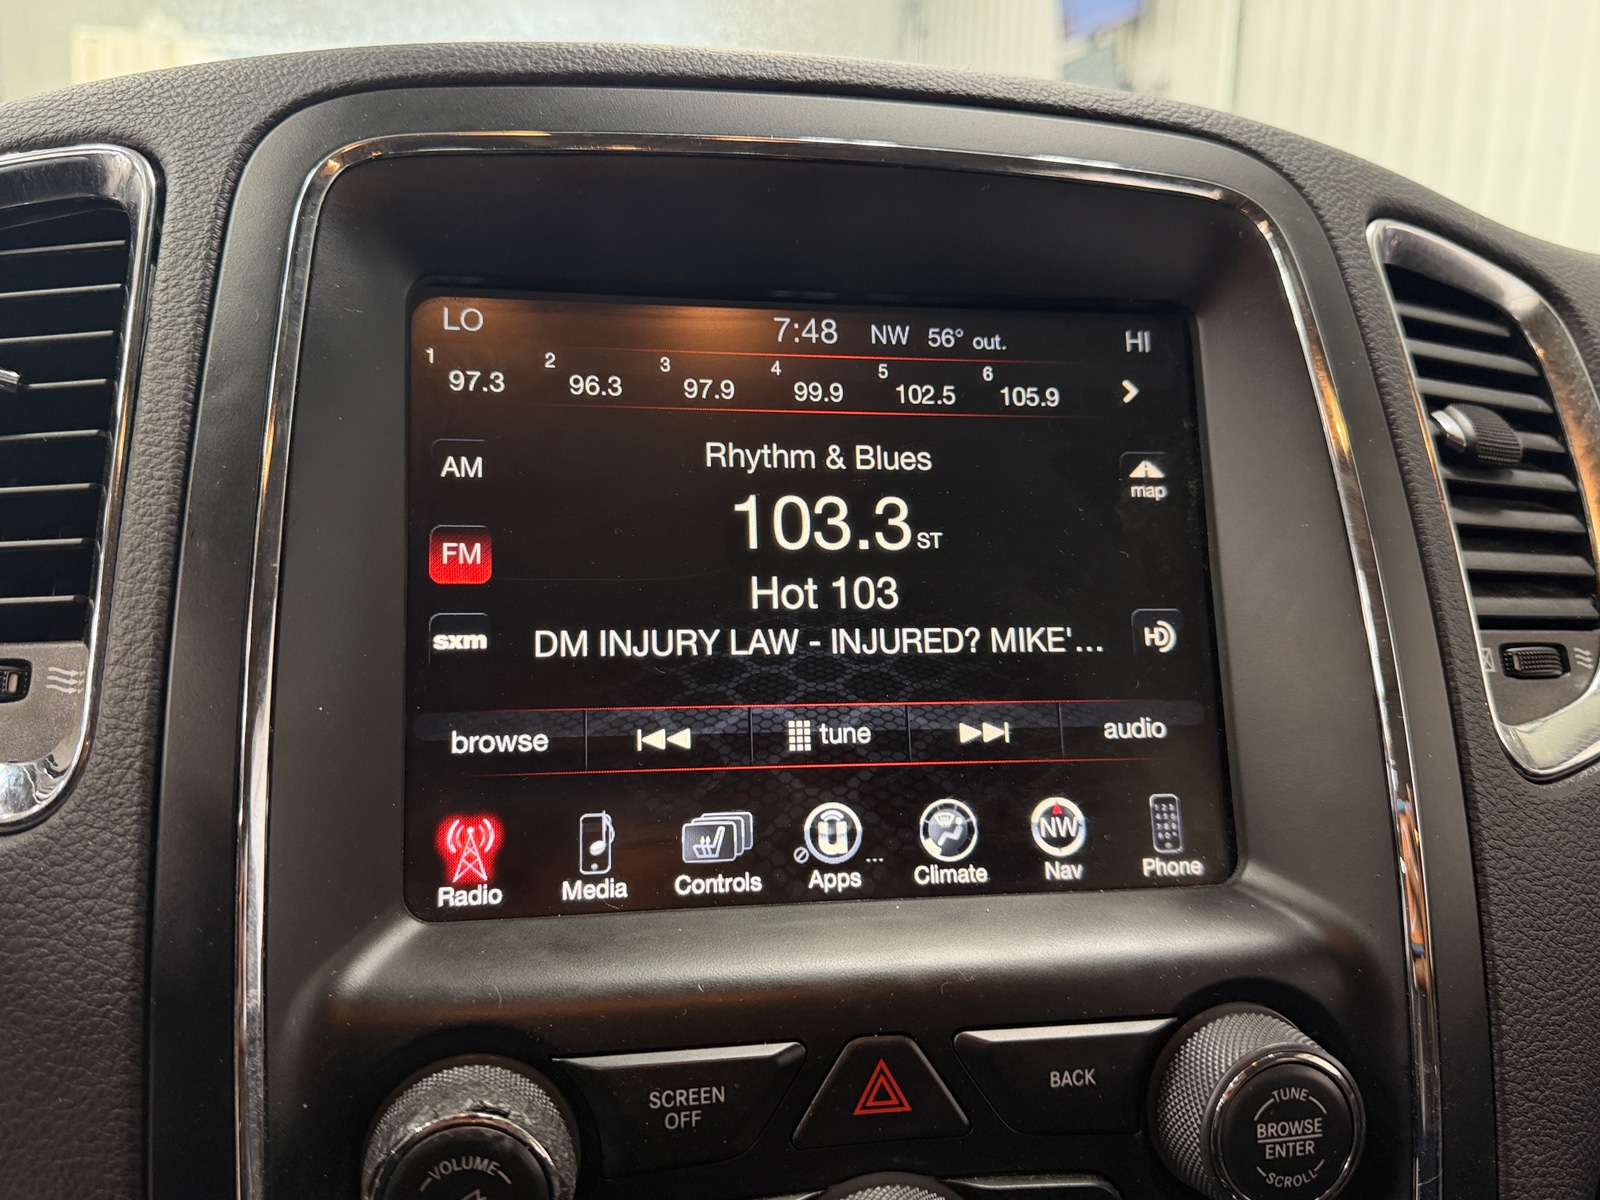 LO 7:48 NW 56° out. HI
1 97.3 2 96.3 3 97.9 4 99.9 5 102.5 6 105.9
AM
Rhythm & Blues
map
FM
103.3 ST
Hot 103
sxm
DM INJURY LAW - INJURED? MIKE'...
HD
browse
tune
audio
u
...
NW
Radio
Media
Controls
Apps
Climate
Nav
Phone
SCREEN
OFF
BACK
VOLUME
TUNE
BROWSE
ENTER
SCROLL